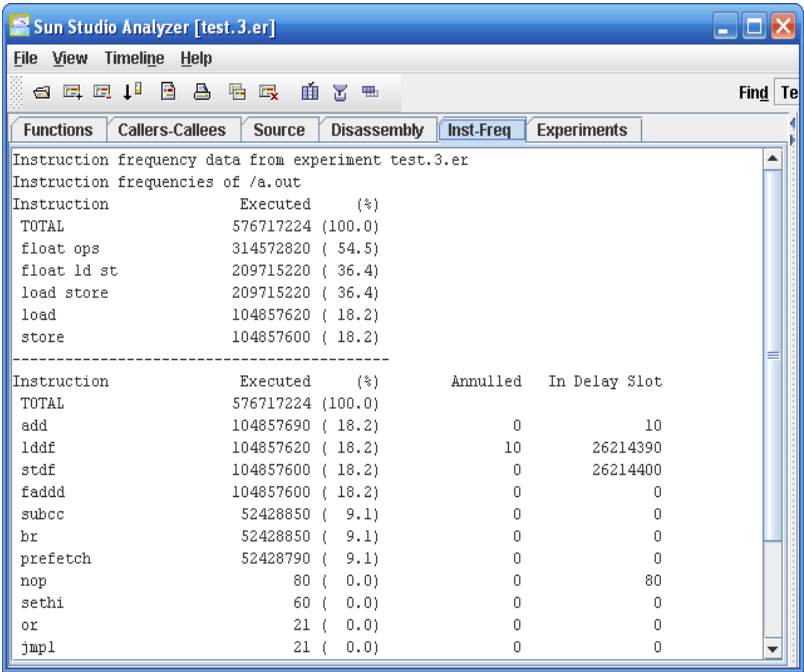 Sun Studio Analyzer [test.3.er]
File View Timeline Help
Find Te
Functions Callers-Callees Source Disassembly Inst-Freq Experiments
Instruction frequency data from experiment test.3.er
Instruction frequencies of /a.out
Instruction Executed (%)
TOTAL 576717224 (100.0)
float ops 314572820 ( 54.5)
float ld st 209715220 ( 36.4)
load store 209715220 ( 36.4)
load 104857620 ( 18.2)
store 104857600 ( 18.2)
------------------------------------------
Instruction Executed (%) Annulled In Delay Slot
TOTAL 576717224 (100.0)
add 104857690 ( 18.2) 0 10
lddf 104857620 ( 18.2) 10 26214390
stdf 104857600 ( 18.2) 0 26214400
faddd 104857600 ( 18.2) 0 0
subcc 52428850 ( 9.1) 0 0
br 52428850 ( 9.1) 0 0
prefetch 52428790 ( 9.1) 0 0
nop 80 ( 0.0) 0 80
sethi 60 ( 0.0) 0 0
or 21 ( 0.0) 0 0
jmpl 21 ( 0.0) 0 0